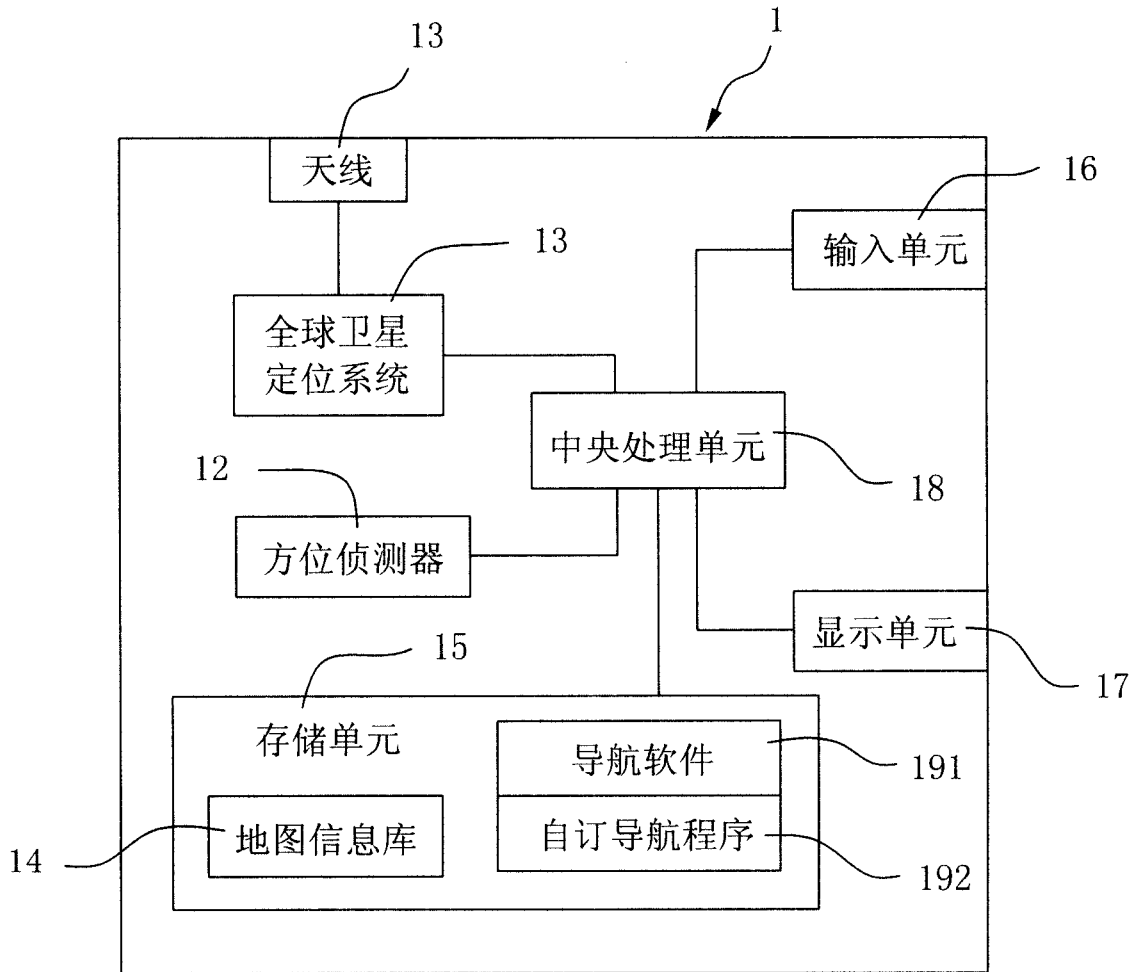 13
1
天线
16
输入单元
13
全球卫星
定位系统
中央处理单元
18
12
方位侦测器
显示单元
17
15
存储单元
导航软件
191
地图信息库
14
自订导航程序
192